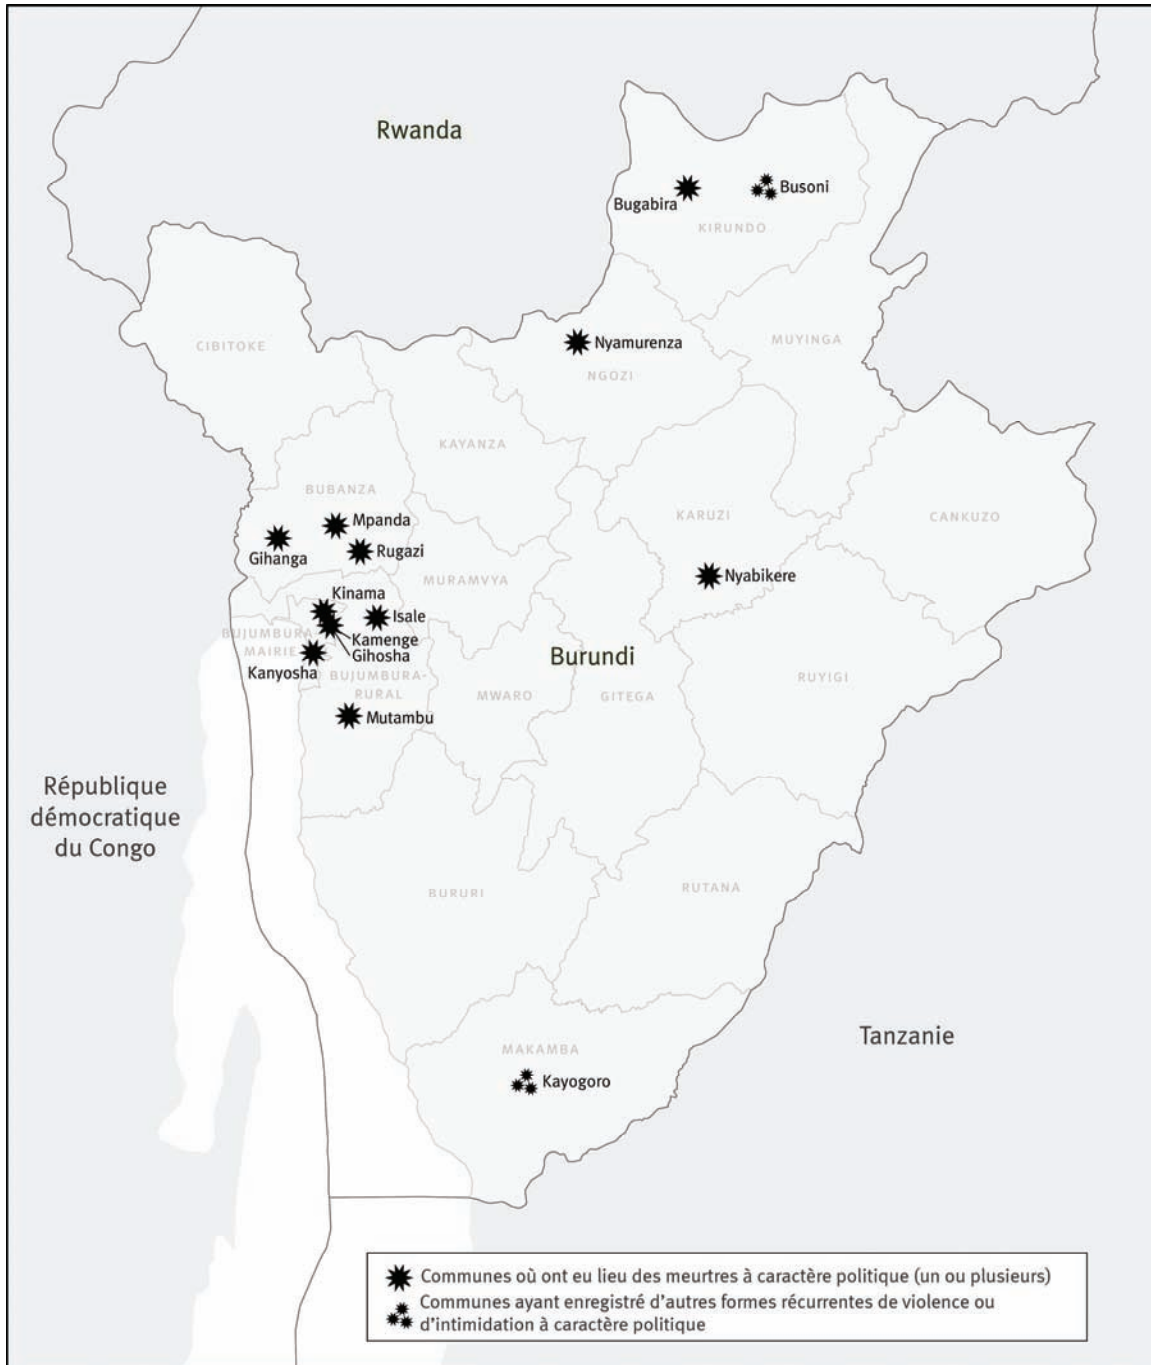 Rwanda
Bugabira
Busoni
KIRUNDO
CIBITOKE
Nyamurenza
NGOZI
MUYINGA
KAYANZA
BUBANZA
Mpanda
Gihanga
Rugazi
KARUZI
CANKUZO
MURAMVYA
Nyabikere
Kinama
Isale
BUJUMBURA
MAIRIE
Kamenge
Gihosha
Kanyosha
BUJUMBURA-
RURAL
Burundi
MWARO
GITEGA
RUYIGI
Mutambu
République
démocratique
du Congo
BURURI
RUTANA
MAKAMBA
Kayogoro
Tanzanie
Communes où ont eu lieu des meurtres à caractère politique (un ou plusieurs)
Communes ayant enregistré d'autres formes récurrentes de violence ou
d'intimidation à caractère politique